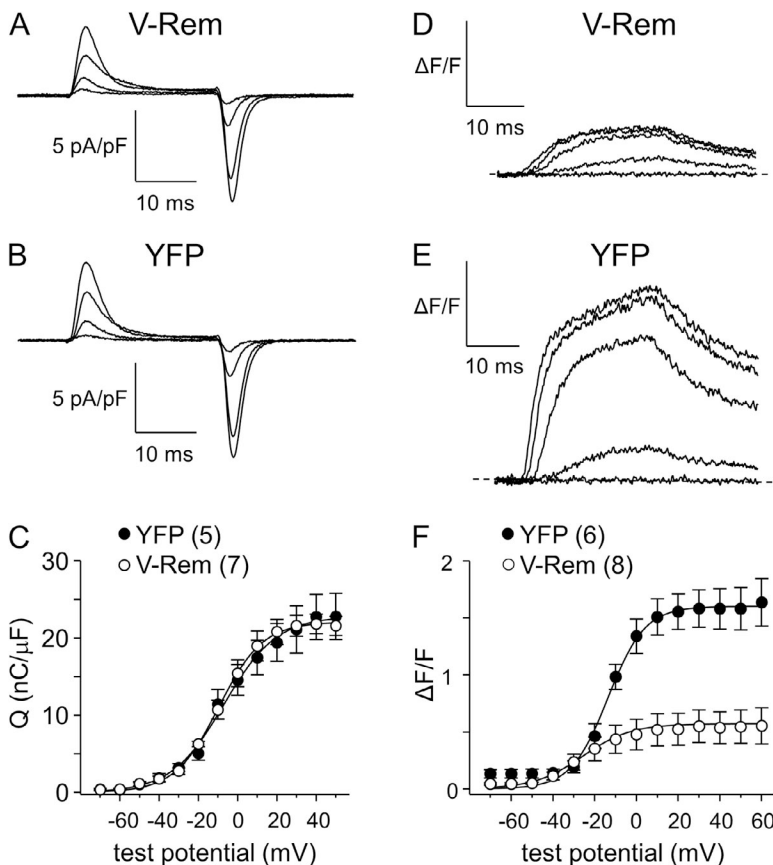 A
V-Rem
5 pA/pF
10 ms
B
YFP
5 pA/pF
10 ms
C
YFP (5)
V-Rem (7)
30
20
10
0
Q (nC/μF)
-60 -40 -20 0 20 40
test potential (mV)
D
V-Rem
ΔF/F
10 ms
E
YFP
ΔF/F
10 ms
F
YFP (6)
V-Rem (8)
2
1
0
ΔF/F
-60 -40 -20 0 20 40 60
test potential (mV)